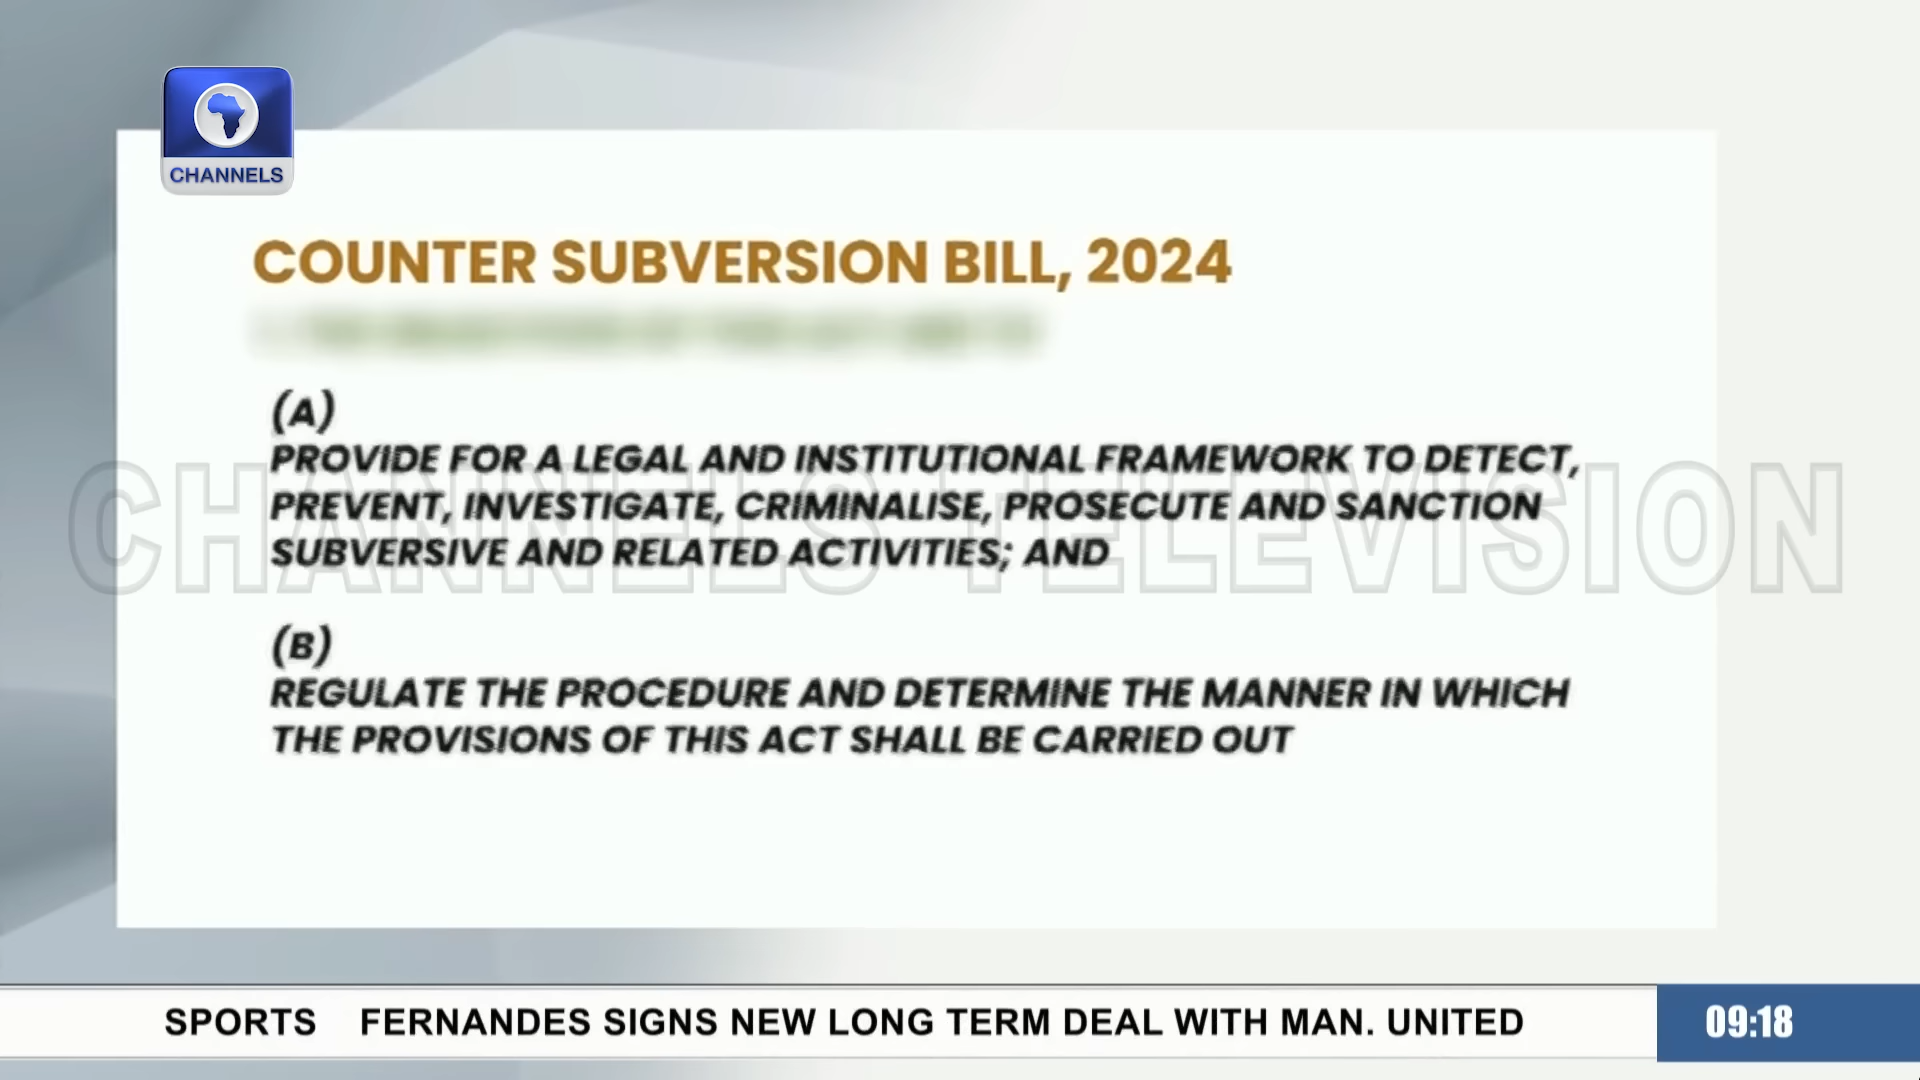 CHANNELS
COUNTER SUBVERSION BILL, 2024
(A)
PROVIDE FOR A LEGAL AND INSTITUTIONAL FRAMEWORK TO DETECT,
PREVENT, INVESTIGATE, CRIMINALISE, PROSECUTE AND SANCTION
SUBVERSIVE AND RELATED ACTIVITIES; AND
CHANNELS TELEVISION
(B)
REGULATE THE PROCEDURE AND DETERMINE THE MANNER IN WHICH
THE PROVISIONS OF THIS ACT SHALL BE CARRIED OUT
SPORTS FERNANDES SIGNS NEW LONG TERM DEAL WITH MAN. UNITED
09:18